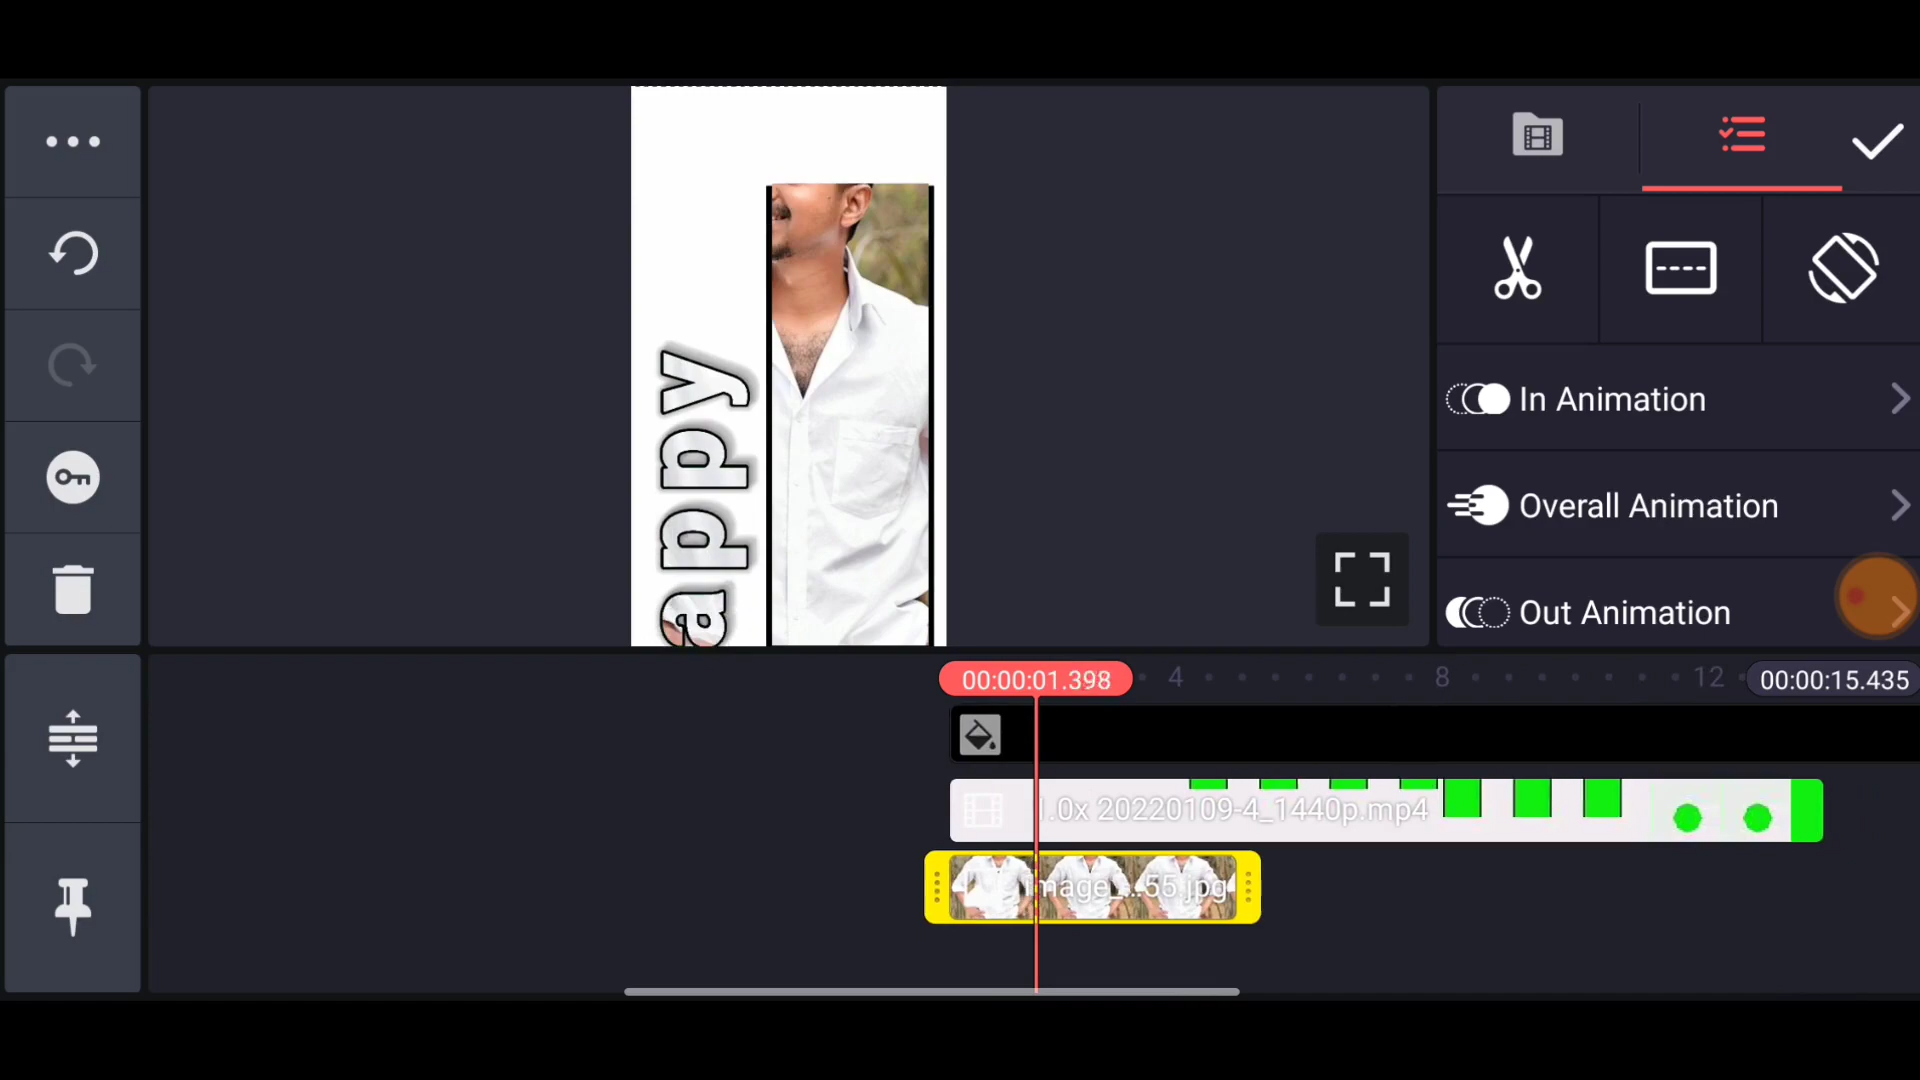 appy
In Animation
Overall Animation
Out Animation
00:00:01.398
4
8
12
00:00:15.435
1.0x 20220109-4_1440p.mp4
image_...55.jpg